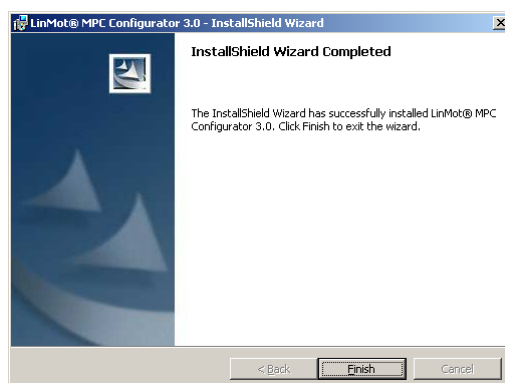 LinMot® MPC Configurator 3.0 - InstallShield Wizard
InstallShield Wizard Completed
The InstallShield Wizard has successfully installed LinMot® MPC
Configurator 3.0. Click Finish to exit the wizard.
< Back Finish Cancel